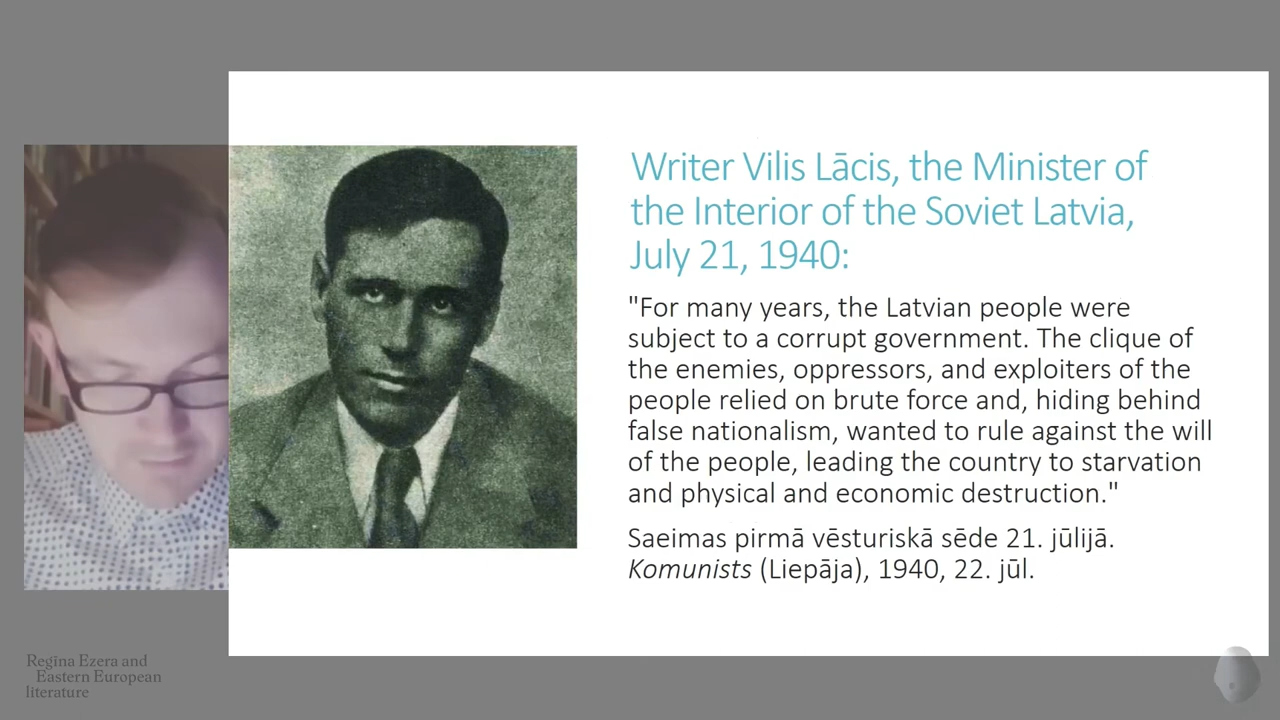 Writer Vilis Lācis, the Minister of
the Interior of the Soviet Latvia,
July 21, 1940:
"For many years, the Latvian people were
subject to a corrupt government. The clique of
the enemies, oppressors, and exploiters of the
people relied on brute force and, hiding behind
false nationalism, wanted to rule against the will
of the people, leading the country to starvation
and physical and economic destruction."
Saeimas pirmā vēsturiskā sēde 21. jūlijā.
Komunists (Liepāja), 1940, 22. jūl.
Regīna Ezera and
Eastern European
literature